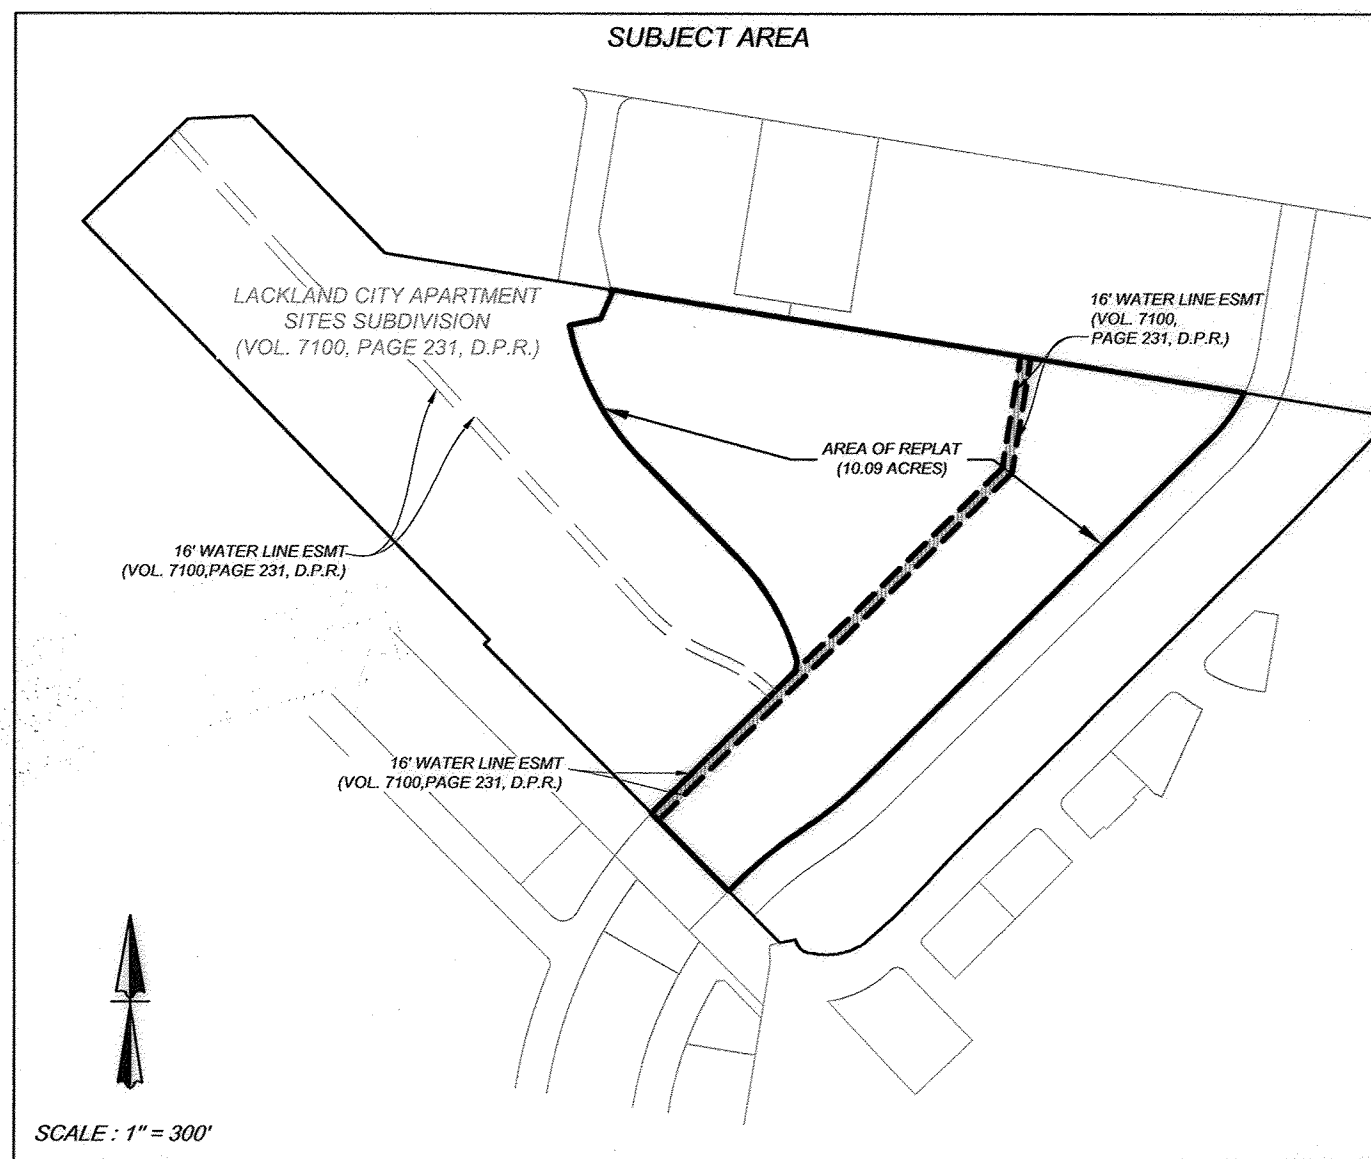 SUBJECT AREA
LACKLAND CITY APARTMENT
SITES SUBDIVISION
(VOL. 7100, PAGE 231, D.P.R.)
16' WATER LINE ESMT
(VOL. 7100,
PAGE 231, D.P.R.)
AREA OF REPLAT
(10.09 ACRES)
16' WATER LINE ESMT
(VOL. 7100,PAGE 231, D.P.R.)
16' WATER LINE ESMT
(VOL. 7100,PAGE 231, D.P.R.)
SCALE : 1" = 300'